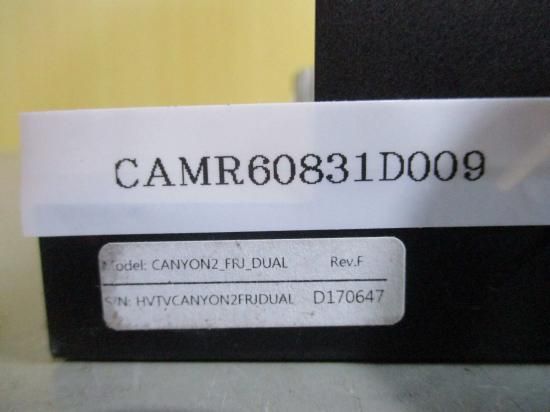 CAMR60831D009
Model: CANYON2_FRJ_DUAL Rev.F
S/N: HVTVCANYON2FRJDUAL D170647